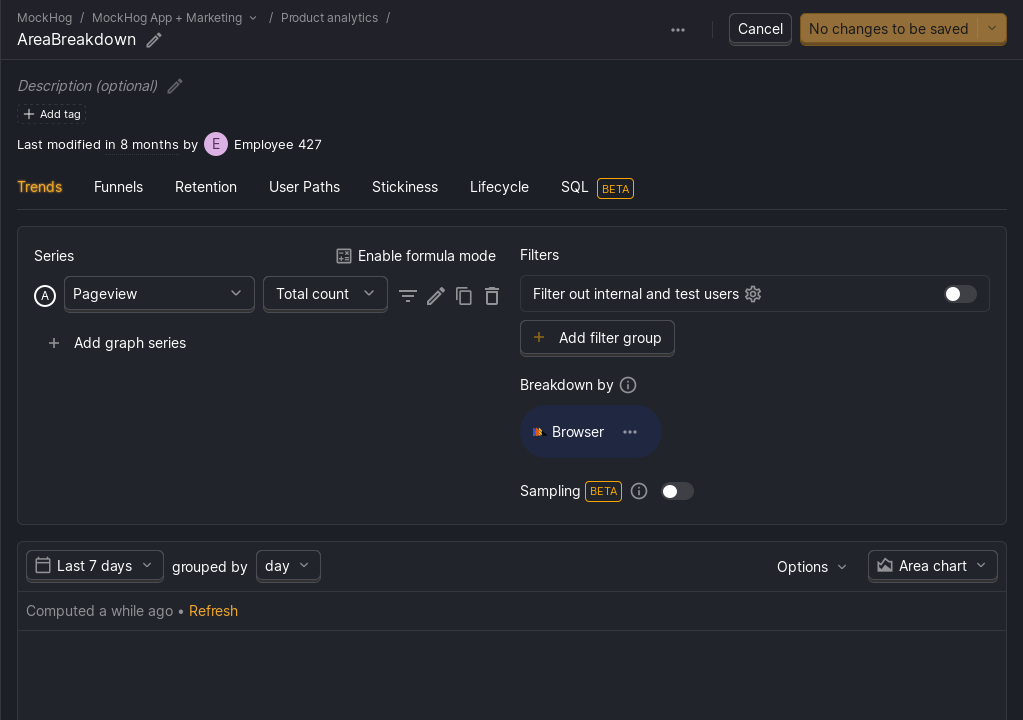 MockHog / MockHog App + Marketing / Product analytics /
AreaBreakdown
Cancel
No changes to be saved
Description (optional)
Add tag
Last modified in 8 months by E Employee 427
Trends Funnels Retention User Paths Stickiness Lifecycle SQL BETA
Series
Enable formula mode
A Pageview Total count
Add graph series
Filters
Filter out internal and test users
Add filter group
Breakdown by
Browser
Sampling BETA
Last 7 days grouped by day
Options Area chart
Computed a while ago • Refresh